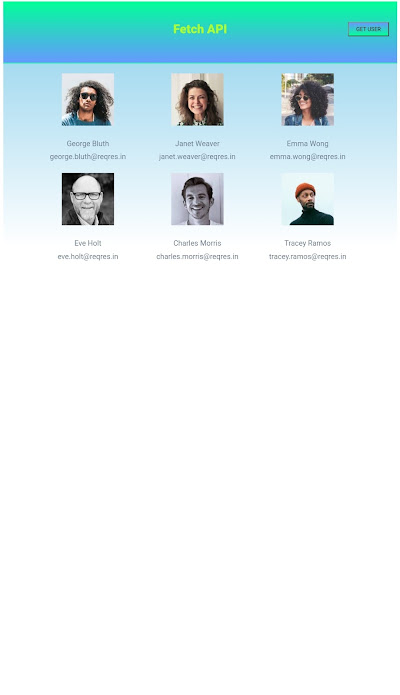 Fetch API
GET USER
George Bluth
george.bluth@reqres.in
Janet Weaver
janet.weaver@reqres.in
Emma Wong
emma.wong@reqres.in
Eve Holt
eve.holt@reqres.in
Charles Morris
charles.morris@reqres.in
Tracey Ramos
tracey.ramos@reqres.in